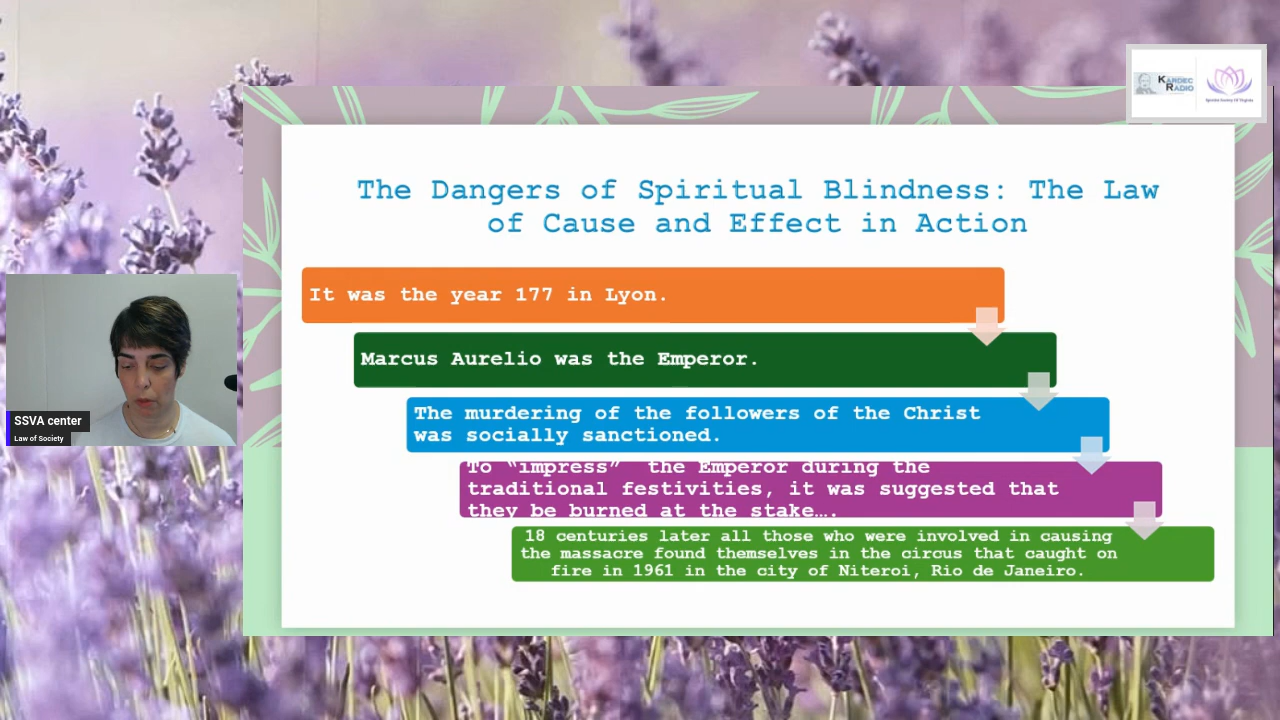 KARDEC
RADIO
Spiritist Society Of Virginia
The Dangers of Spiritual Blindness: The Law
of Cause and Effect in Action
It was the year 177 in Lyon.
Marcus Aurelio was the Emperor.
The murdering of the followers of the Christ
was socially sanctioned.
To “impress” the Emperor during the
traditional festivities, it was suggested that
they be burned at the stake….
18 centuries later all those who were involved in causing
the massacre found themselves in the circus that caught on
fire in 1961 in the city of Niteroi, Rio de Janeiro.
SSVA center
Law of Society